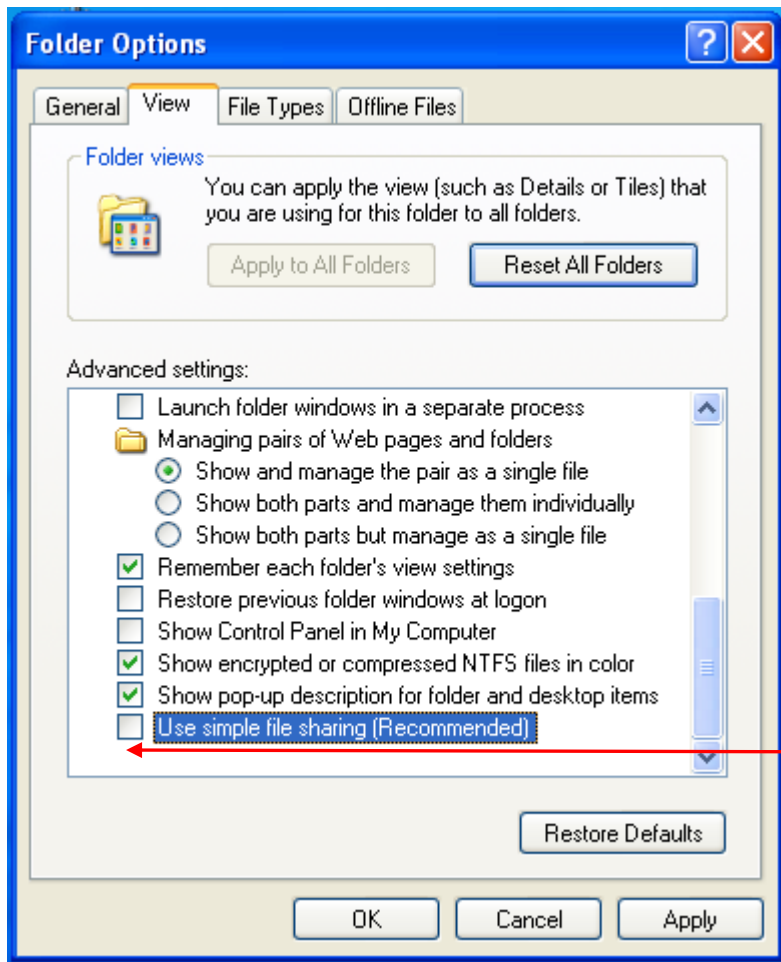 Folder Options
General View File Types Offline Files
Folder views
You can apply the view (such as Details or Tiles) that
you are using for this folder to all folders.
Apply to All Folders Reset All Folders
Advanced settings:
Launch folder windows in a separate process
Managing pairs of Web pages and folders
Show and manage the pair as a single file
Show both parts and manage them individually
Show both parts but manage as a single file
Remember each folder's view settings
Restore previous folder windows at logon
Show Control Panel in My Computer
Show encrypted or compressed NTFS files in color
Show pop-up description for folder and desktop items
Use simple file sharing (Recommended)
Restore Defaults
OK Cancel Apply